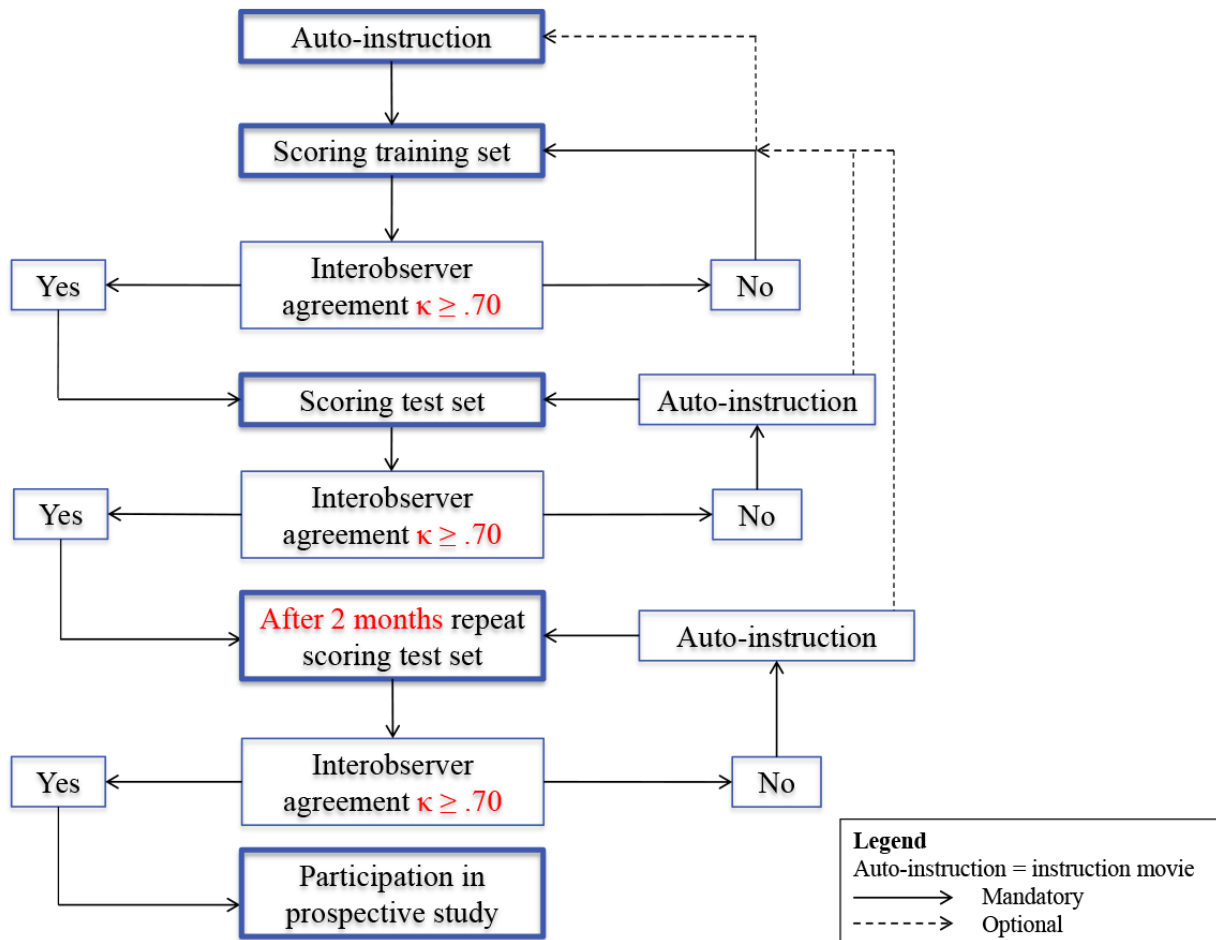 Auto-instruction
Scoring training set
Yes
Interobserver
agreement κ ≥ .70
No
Scoring test set
Auto-instruction
Yes
Interobserver
agreement κ ≥ .70
No
After 2 months repeat
scoring test set
Auto-instruction
Yes
Interobserver
agreement κ ≥ .70
No
Participation in
prospective study
Legend
Auto-instruction = instruction movie
Mandatory
Optional